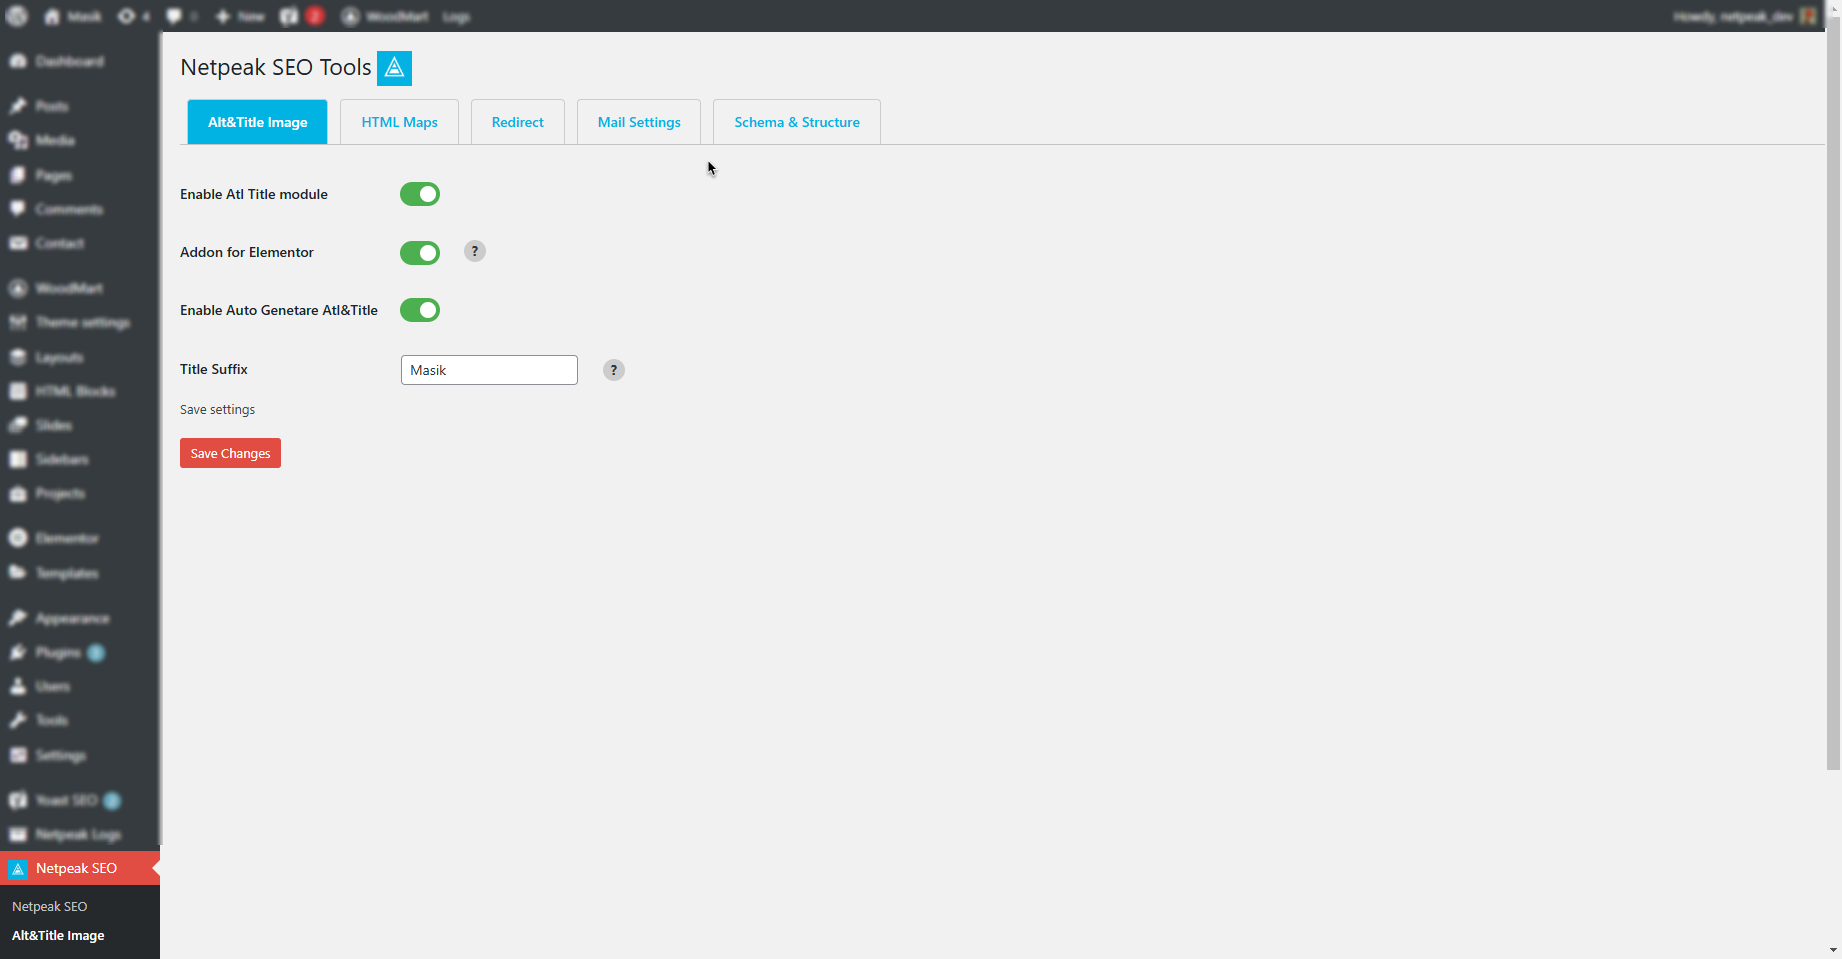 Masik
4
New
2
WoodMart
Logs
Howdy, netpeak_dev
Dashboard
Posts
Media
Pages
Comments
Contact
WoodMart
Theme settings
Layouts
HTML Blocks
Slides
Sidebars
Projects
Elementor
Templates
Appearance
Plugins
Users
Tools
Settings
Yoast SEO
Netpeak Logs
Netpeak SEO
Netpeak SEO
Alt&Title Image
Netpeak SEO Tools
Alt&Title Image
HTML Maps
Redirect
Mail Settings
Schema & Structure
Enable Atl Title module
Addon for Elementor
?
Enable Auto Genetare Atl&Title
Title Suffix
Masik
?
Save settings
Save Changes